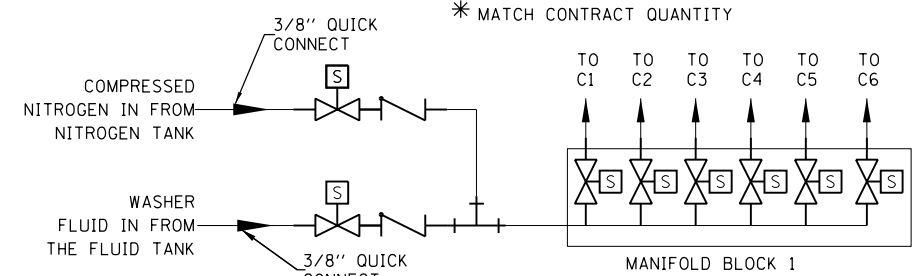 * MATCH CONTRACT QUANTITY
3/8" QUICK
CONNECT
COMPRESSED
NITROGEN IN FROM
NITROGEN TANK
S
TO TO TO TO TO TO
C1 C2 C3 C4 C5 C6
S S S S S S
WASHER
FLUID IN FROM
THE FLUID TANK
S
3/8" QUICK
CONNECT
MANIFOLD BLOCK 1